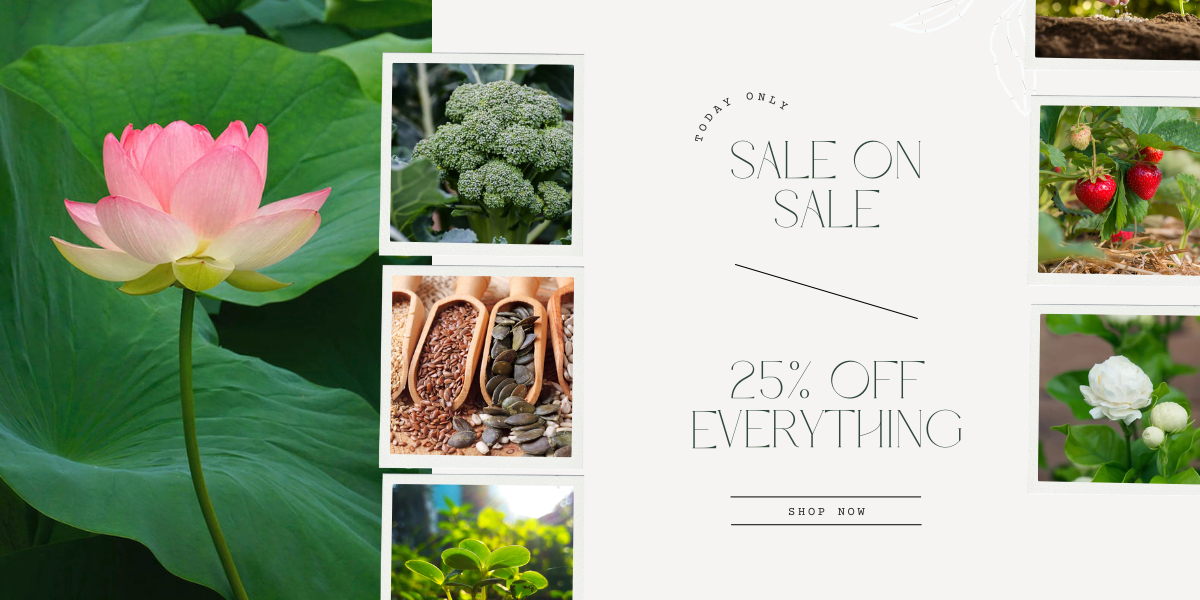 TODAY ONLY
SALE ON
SALE
25% OFF
EVERYTHING
SHOP NOW